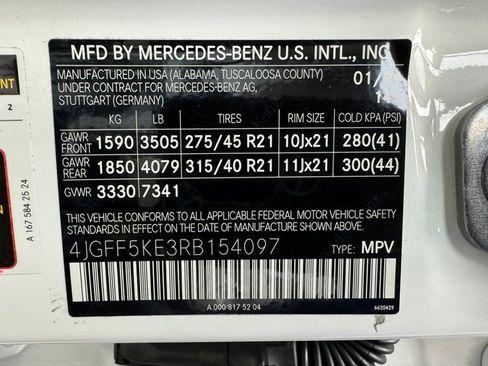 MFD BY MERCEDES-BENZ U.S. INTL., INC
MANUFACTURED IN USA (ALABAMA, TUSCALOOSA COUNTY)
01/
UNDER CONTRACT FOR MERCEDES-BENZ AG,
STUTTGART (GERMANY)
KG LB TIRES RIM SIZE COLD KPA (PSI)
GAWR FRONT 1590 3505 275/45 R21 10Jx21 280(41)
GAWR REAR 1850 4079 315/40 R21 11Jx21 300(44)
GVWR 3330 7341
THIS VEHICLE CONFORMS TO ALL APPLICABLE FEDERAL MOTOR VEHICLE SAFETY
STANDARDS IN EFFECT ON THE DATE OF MANUFACTURE SHOWN ABOVE.
4JGFF5KE3RB154097 TYPE: MPV
A 000 817 52 04
6620429
2
A 167 584 25 24